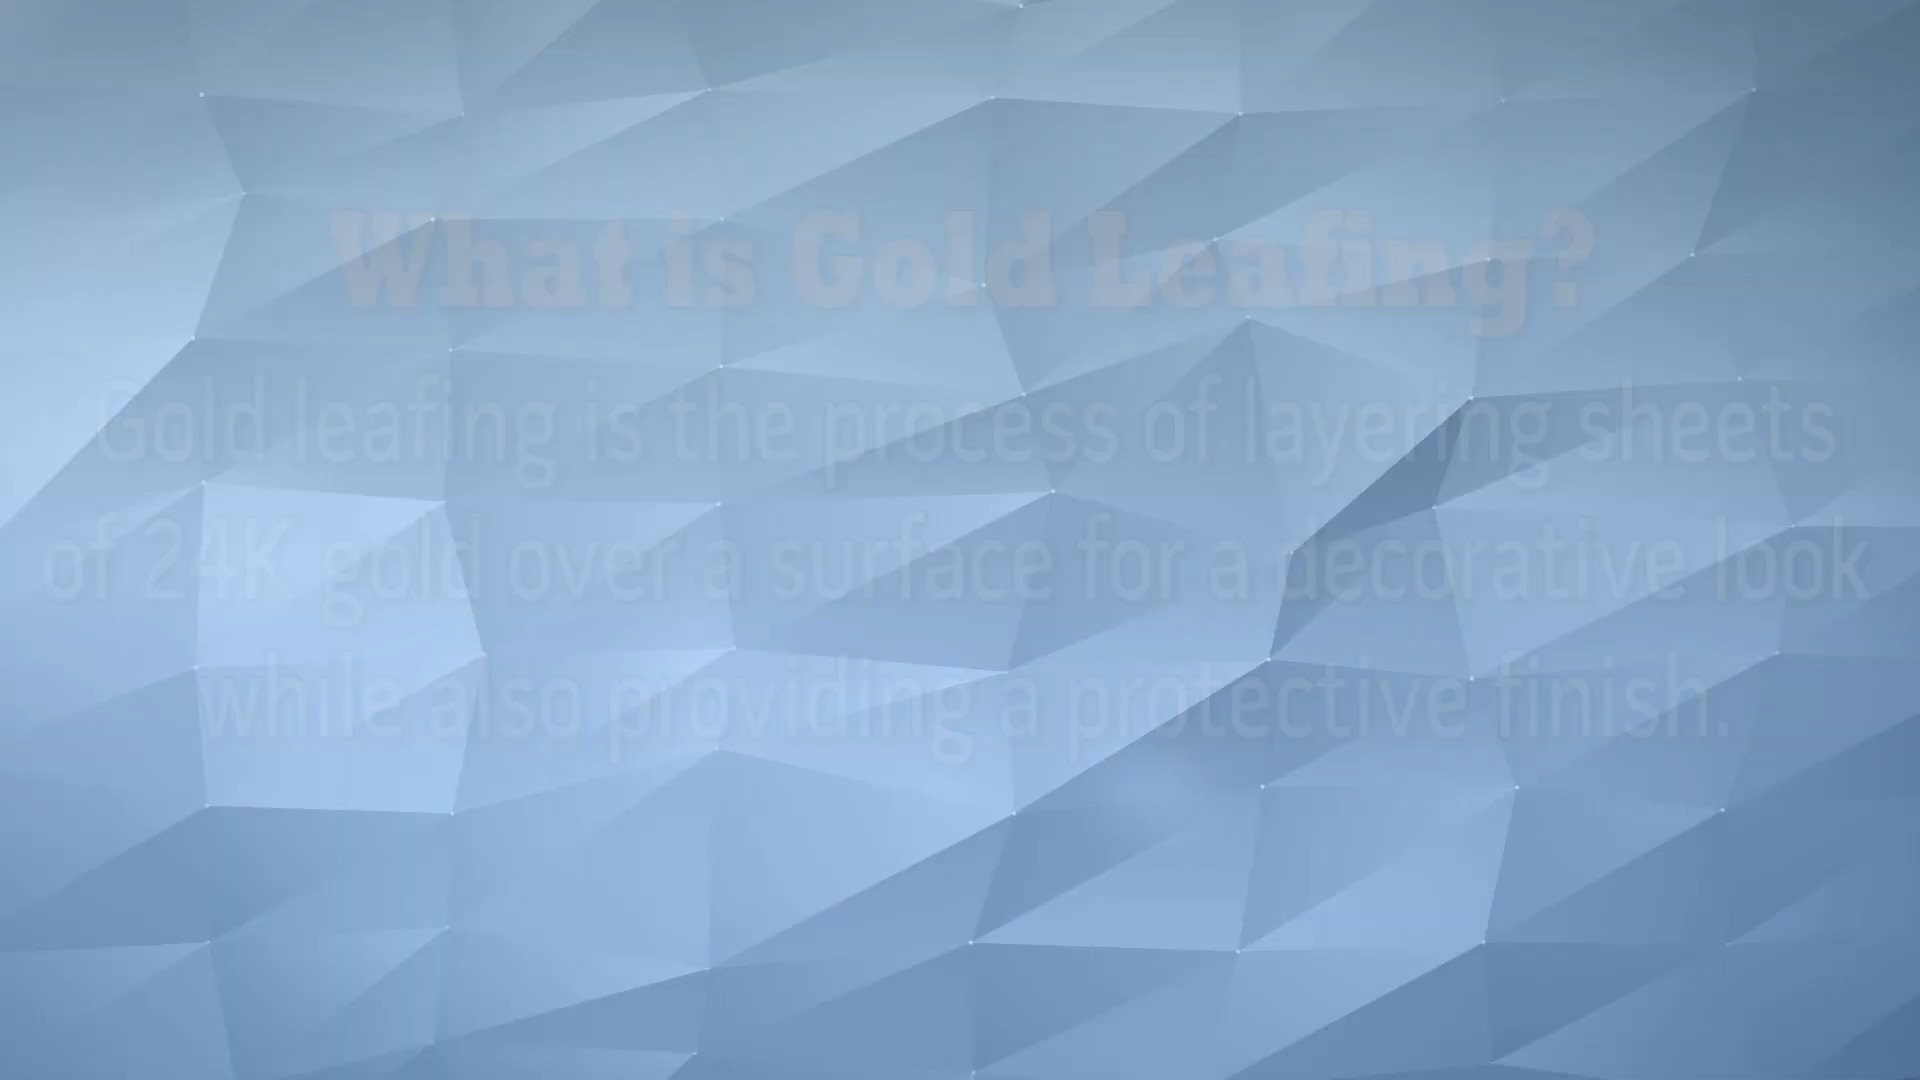 What is Gold Leafing?
Gold leafing is the process of layering sheets
of 24K gold over a surface for a decorative look
while also providing a protective finish.